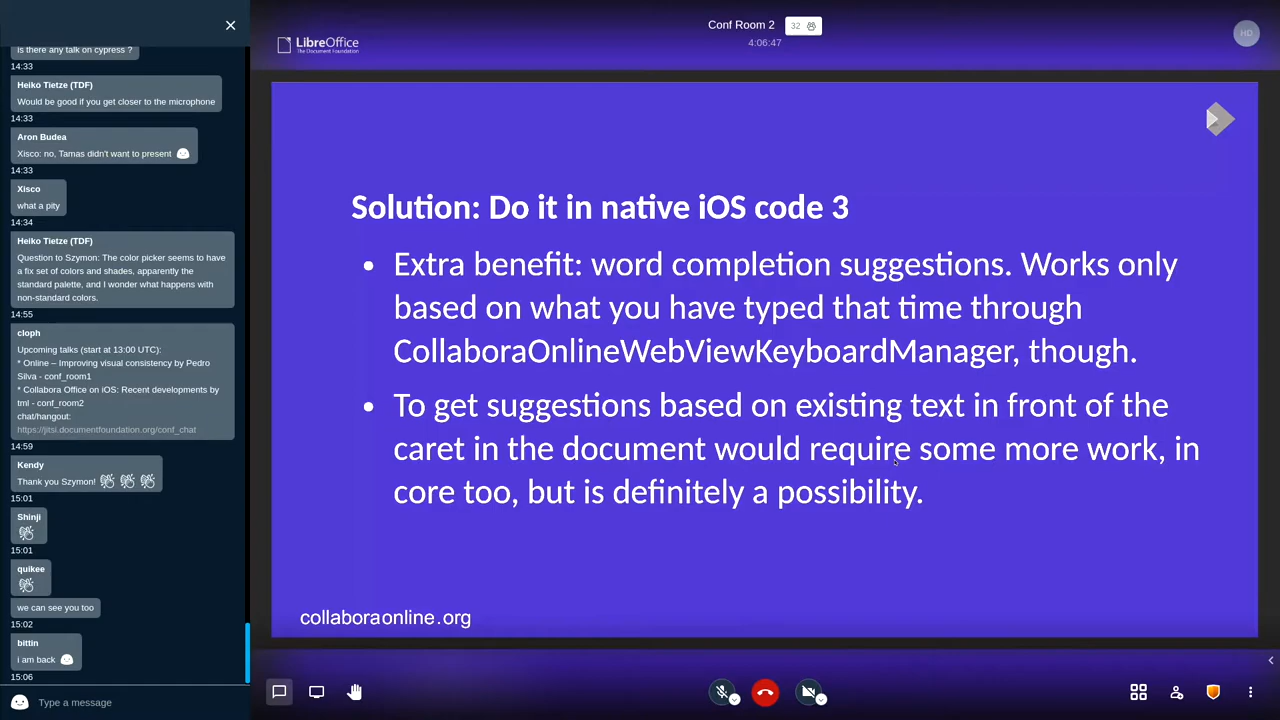 is there any talk on cypress ?
14:33
Heiko Tietze (TDF)
Would be good if you get closer to the microphone
14:33
Aron Budea
Xisco: no, Tamas didn't want to present
14:33
Xisco
what a pity
14:34
Heiko Tietze (TDF)
Question to Szymon: The color picker seems to have
a fix set of colors and shades, apparently the
standard palette, and I wonder what happens with
non-standard colors.
14:55
cloph
Upcoming talks (start at 13:00 UTC):
* Online – Improving visual consistency by Pedro
Silva - conf_room1
* Collabora Office on iOS: Recent developments by
tml - conf_room2
chat/hangout:
https://jitsi.documentfoundation.org/conf_chat
14:59
Kendy
Thank you Szymon!
15:01
Shinji
15:01
quikee
we can see you too
15:02
bittin
i am back
15:06
Type a message
LibreOffice
The Document Foundation
Conf Room 2
32
4:06:47
HD
Solution: Do it in native iOS code 3
• Extra benefit: word completion suggestions. Works only
based on what you have typed that time through
CollaboraOnlineWebViewKeyboardManager, though.
• To get suggestions based on existing text in front of the
caret in the document would require some more work, in
core too, but is definitely a possibility.
collaboraonline.org